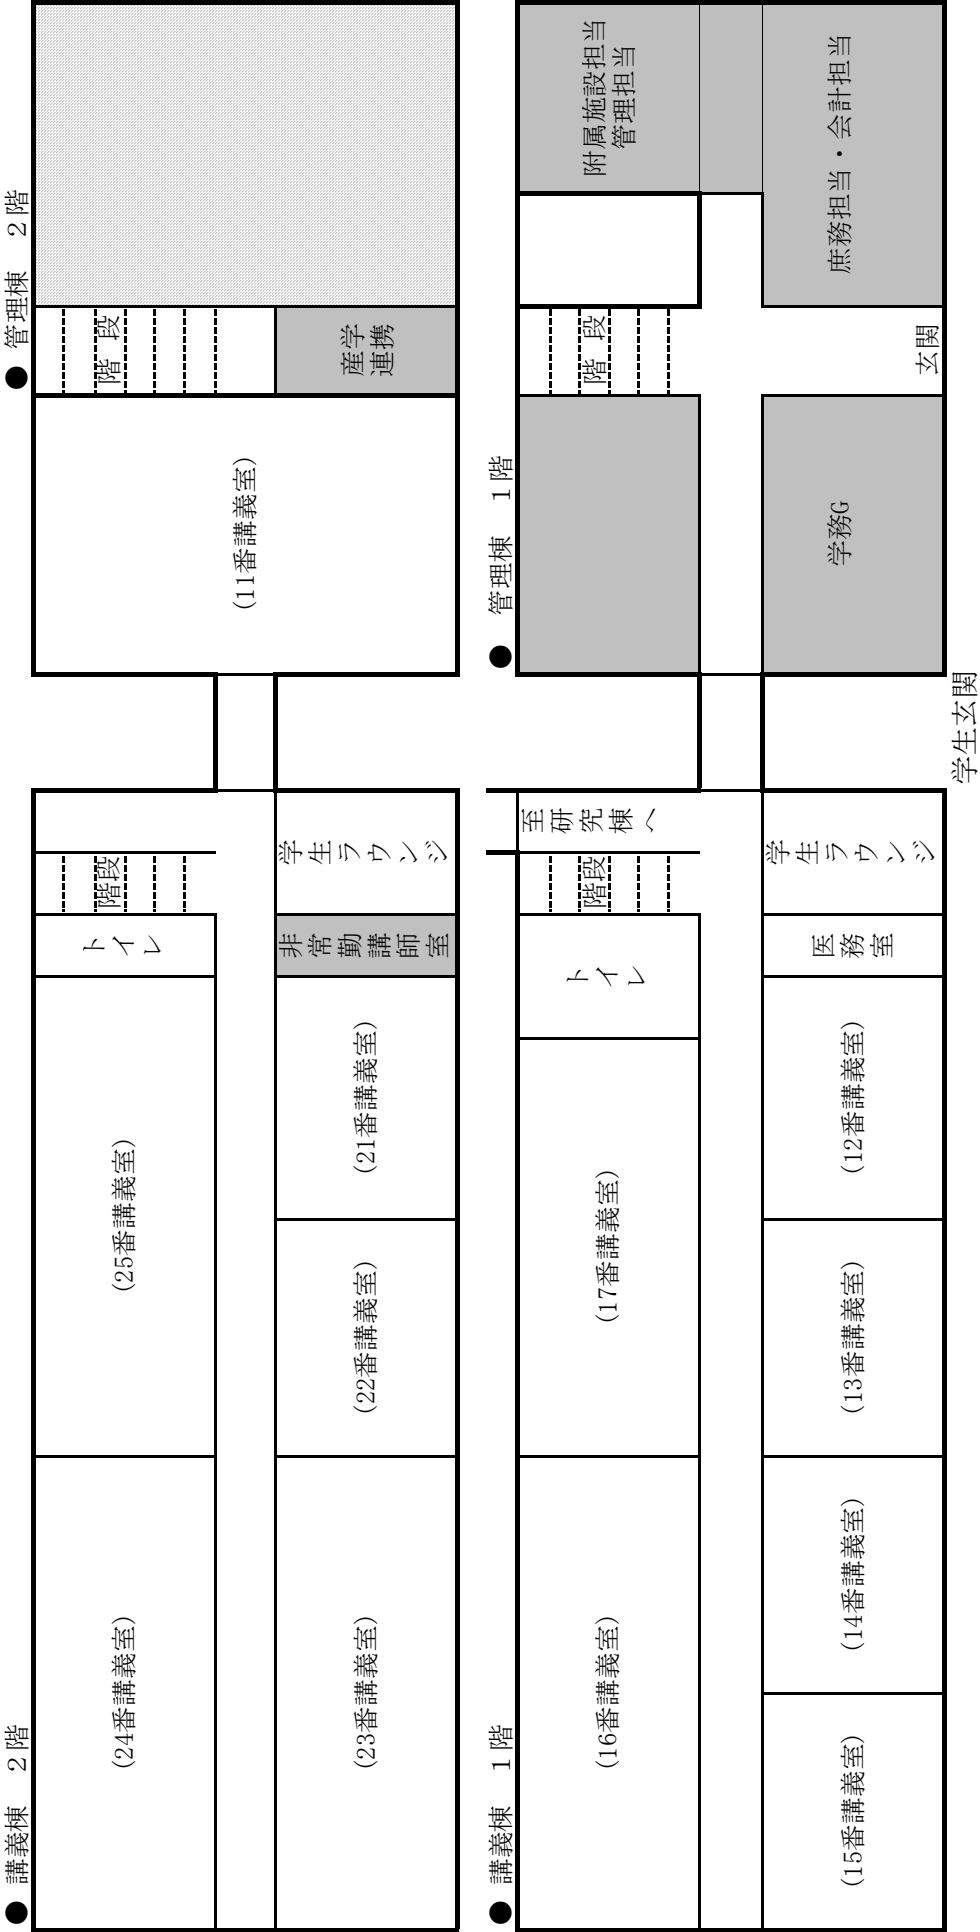 ● 講義棟　２階
● 管理棟　２階
(24番講義室)
(25番講義室)
トイレ
階段
階　段
(11番講義室)
(23番講義室)
(22番講義室)
(21番講義室)
非常勤講師室
学生ラウンジ
産学
連携
● 講義棟　１階
● 管理棟　１階
(16番講義室)
(17番講義室)
トイレ
階段
至研究棟へ
階　段
附属施設担当
管理担当
(15番講義室)
(14番講義室)
(13番講義室)
(12番講義室)
医務室
学生ラウンジ
学務G
玄関
庶務担当・会計担当
学生玄関